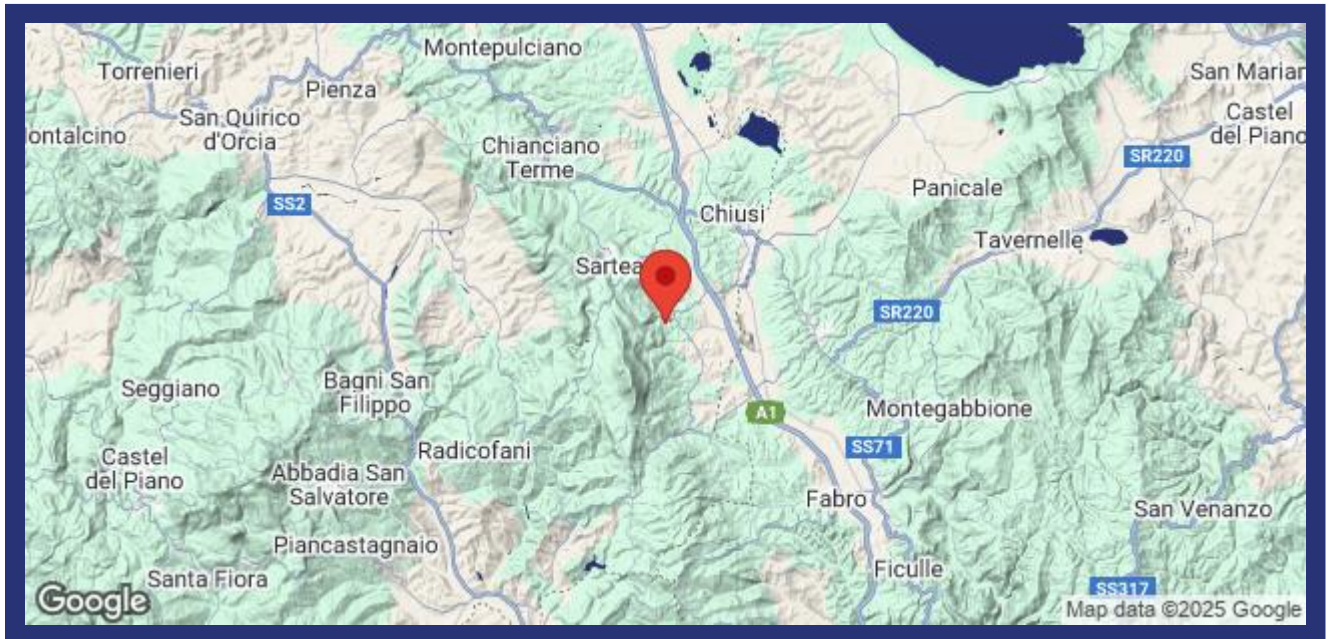 Montepulciano
Torrenieri
Pienza
San Marian
San Quirico
d'Orcia
Castel
del Piano
ontalcino
Chianciano
Terme
SR220
Panicale
SS2
Chiusi
Tavernelle
Sartea
SR220
Seggiano
Bagni San
Filippo
A1
Montegabbione
SS71
Radicofani
Castel
del Piano
Abbadia San
Salvatore
Fabro
San Venanzo
Piancastagnaio
Ficulle
Santa Fiora
SS317
Google
Map data ©2025 Google